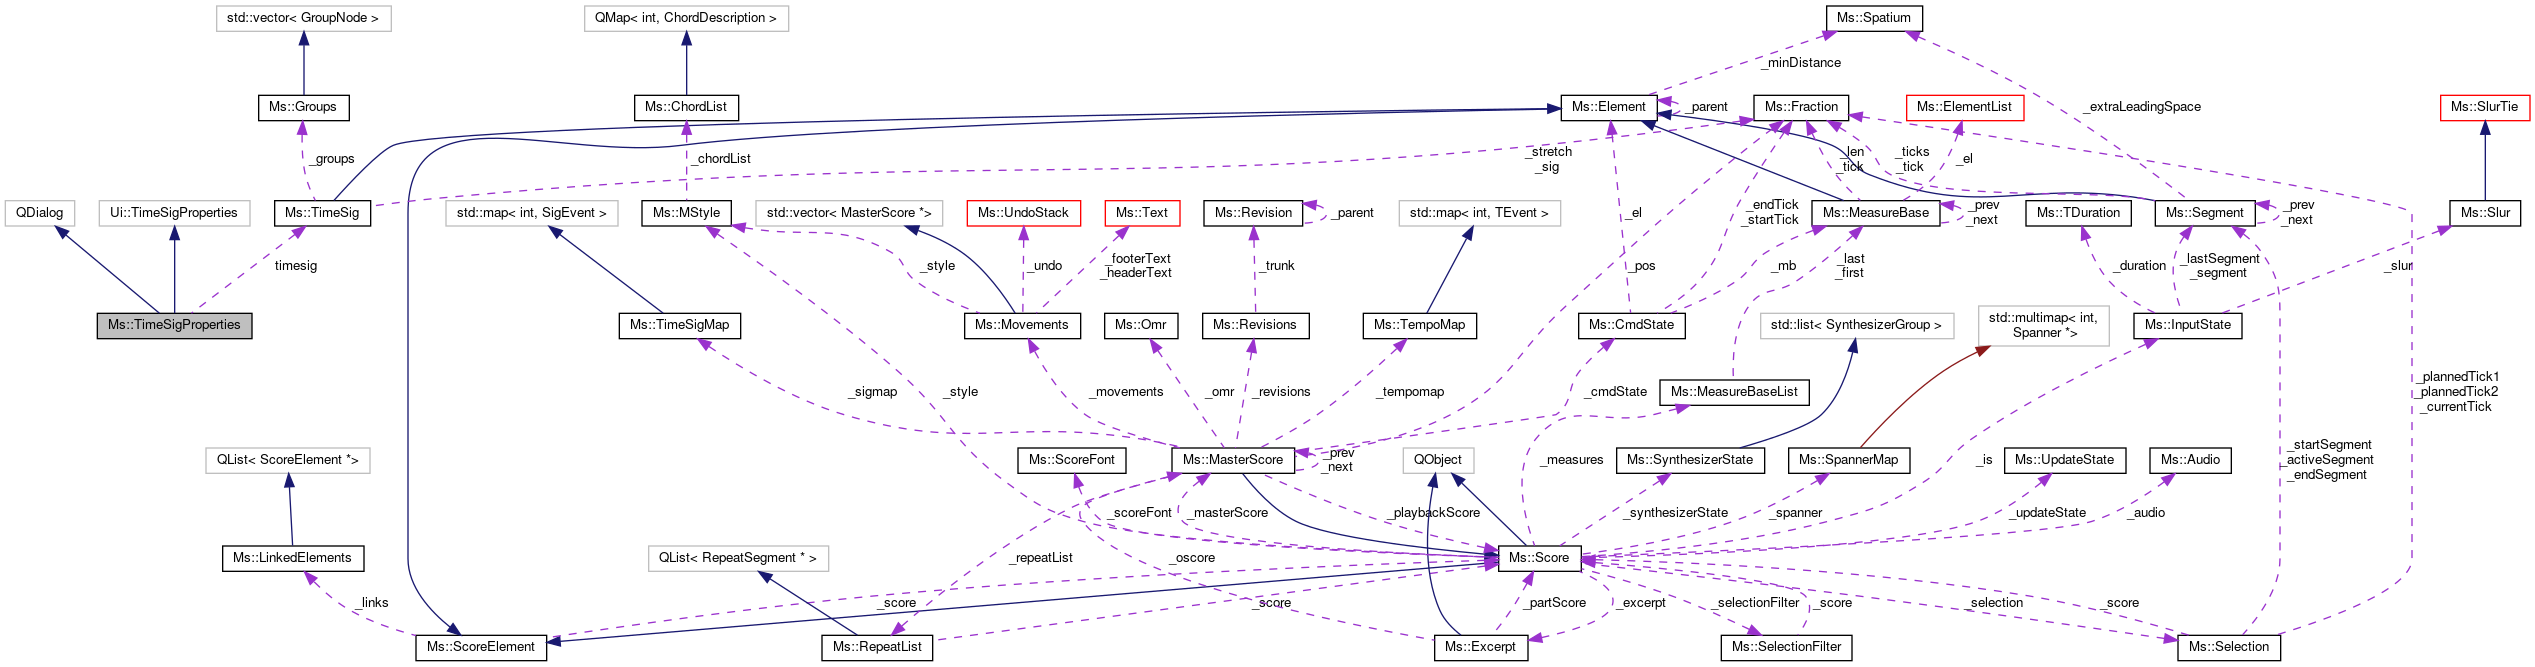 std::vector< GroupNode >
QMap< int, ChordDescription >
Ms::Spatium
_minDistance
Ms::Groups
Ms::ChordList
Ms::Element
_parent
Ms::Fraction
Ms::ElementList
_extraLeadingSpace
Ms::SlurTie
_groups
_chordList
_stretch
_sig
_len
_tick
_el
_ticks
_tick
QDialog
Ui::TimeSigProperties
Ms::TimeSig
std::map< int, SigEvent >
Ms::MStyle
std::vector< MasterScore *>
Ms::UndoStack
Ms::Text
Ms::Revision
_parent
std::map< int, TEvent >
_el
_endTick
_startTick
Ms::MeasureBase
_prev
_next
Ms::TDuration
Ms::Segment
_prev
_next
Ms::Slur
timesig
_style
_undo
_footerText
_headerText
_trunk
_pos
_mb
_last
_first
_duration
_lastSegment
_segment
_slur
Ms::TimeSigProperties
Ms::TimeSigMap
Ms::Movements
Ms::Omr
Ms::Revisions
Ms::TempoMap
Ms::CmdState
std::list< SynthesizerGroup >
std::multimap< int,
Spanner *>
Ms::InputState
_sigmap
_style
_movements
_omr
_revisions
_tempomap
_cmdState
Ms::MeasureBaseList
_plannedTick1
_plannedTick2
_currentTick
QList< ScoreElement *>
Ms::ScoreFont
Ms::MasterScore
_prev
_next
QObject
_measures
Ms::SynthesizerState
Ms::SpannerMap
_is
Ms::UpdateState
Ms::Audio
_startSegment
_activeSegment
_endSegment
_scoreFont
_masterScore
_playbackScore
_synthesizerState
_spanner
_updateState
_audio
Ms::LinkedElements
QList< RepeatSegment * >
_repeatList
_oscore
Ms::Score
_links
_score
_score
_partScore
_excerpt
_selectionFilter
_score
_selection
_score
Ms::ScoreElement
Ms::RepeatList
Ms::Excerpt
Ms::SelectionFilter
Ms::Selection